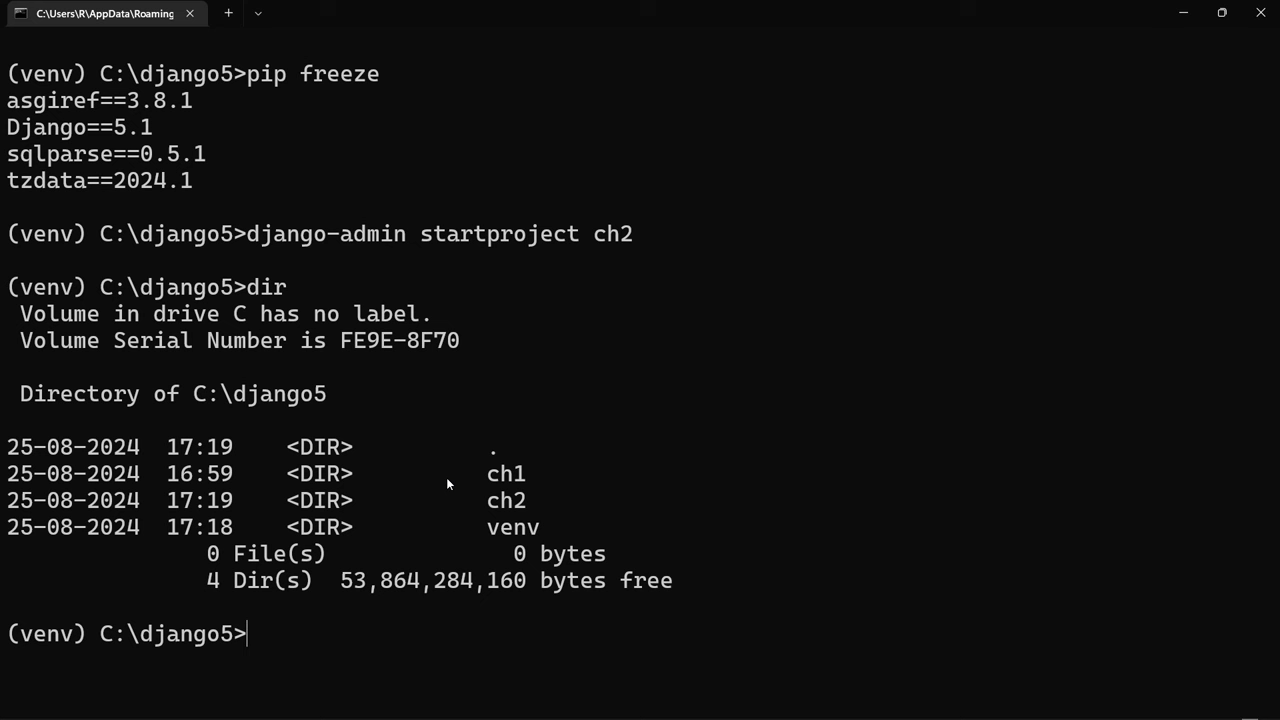 C:\Users\R\AppData\Roaming
(venv) C:\django5>pip freeze
asgiref==3.8.1
Django==5.1
sqlparse==0.5.1
tzdata==2024.1
(venv) C:\django5>django-admin startproject ch2
(venv) C:\django5>dir
Volume in drive C has no label.
Volume Serial Number is FE9E-8F70
Directory of C:\django5
25-08-2024  17:19    <DIR>          .
25-08-2024  16:59    <DIR>          ch1
25-08-2024  17:19    <DIR>          ch2
25-08-2024  17:18    <DIR>          venv
0 File(s)              0 bytes
4 Dir(s)  53,864,284,160 bytes free
(venv) C:\django5>